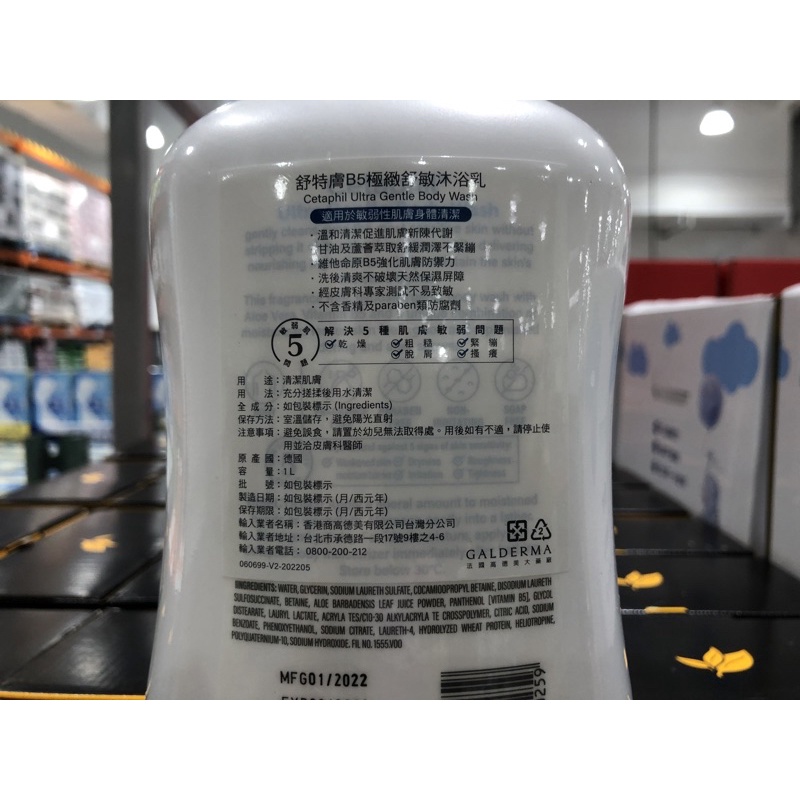 舒特膚B5極緻舒敏沐浴乳
Cetaphil Ultra Gentle Body Wash
適用於敏弱性肌膚身體清潔
・溫和清潔促進肌膚新陳代謝
・甘油及蘆薈萃取舒緩潤澤不緊繃
・維他命原B5強化肌膚防禦力
・洗後清爽不破壞天然保濕屏障
・經皮膚科專家測試不易致敏
・不含香精及paraben類防腐劑
敏弱肌
5
問題
解決5種肌膚敏弱問題
乾燥 粗糙 緊繃
脫屑 搔癢
用 途：清潔肌膚
用 法：充分搓揉後用水清潔
全成分：如包裝標示 (Ingredients)
保存方法：室溫儲存，避免陽光直射
注意事項：避免誤食，請置於幼兒無法取得處。用後如有不適，請停止使
用並洽皮膚科醫師
原產國：德國
容 量：1L
批 號：如包裝標示
製造日期：如包裝標示 (月/西元年)
保存期限：如包裝標示 (月/西元年)
輸入業者名稱：香港商高德美有限公司台灣分公司
輸入業者地址：台北市承德路一段17號9樓之4-6
輸入業者電話：0800-200-212
060699-V2-202205
2
GALDERMA
法國高德美大藥廠
INGREDIENTS: WATER, GLYCERIN, SODIUM LAURETH SULFATE, COCAMIDOPROPYL BETAINE, DISODIUM LAURETH
SULFOSUCCINATE, BETAINE, ALOE BARBADENSIS LEAF JUICE POWDER, PANTHENOL [VITAMIN B5], GLYCOL
DISTEARATE, LAURYL LACTATE, ACRYLATES/C10-30 ALKYL ACRYLATE CROSSPOLYMER, CITRIC ACID, SODIUM
BENZOATE, PHENOXYETHANOL, SODIUM CITRATE, LAURETH-4, HYDROLYZED WHEAT PROTEIN, HELIOTROPINE,
POLYQUATERNIUM-10, SODIUM HYDROXIDE. FIL NO. 1555.V00
MFG01/2022